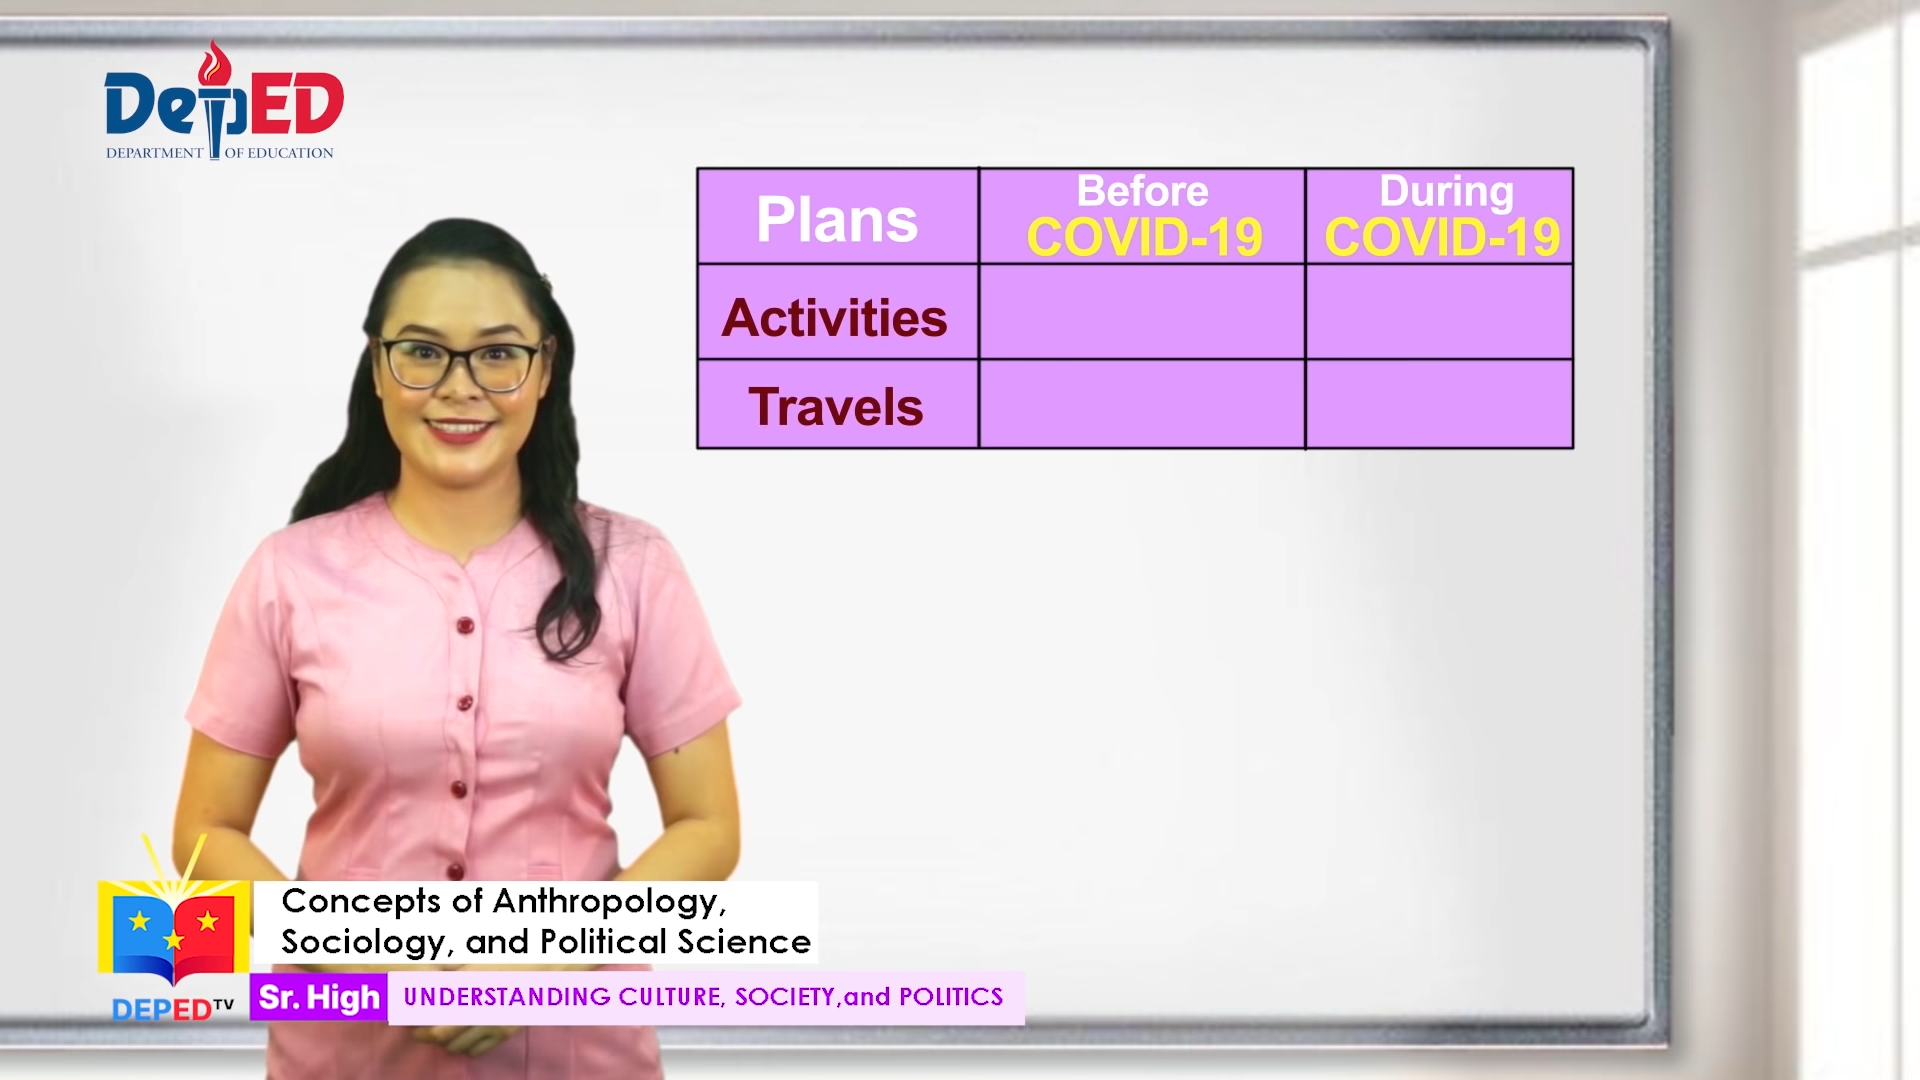 DepED
DEPARTMENT OF EDUCATION
Plans
Before
COVID-19
During
COVID-19
Activities
Travels
Concepts of Anthropology,
Sociology, and Political Science
DEPED TV
Sr. High
UNDERSTANDING CULTURE, SOCIETY,and POLITICS